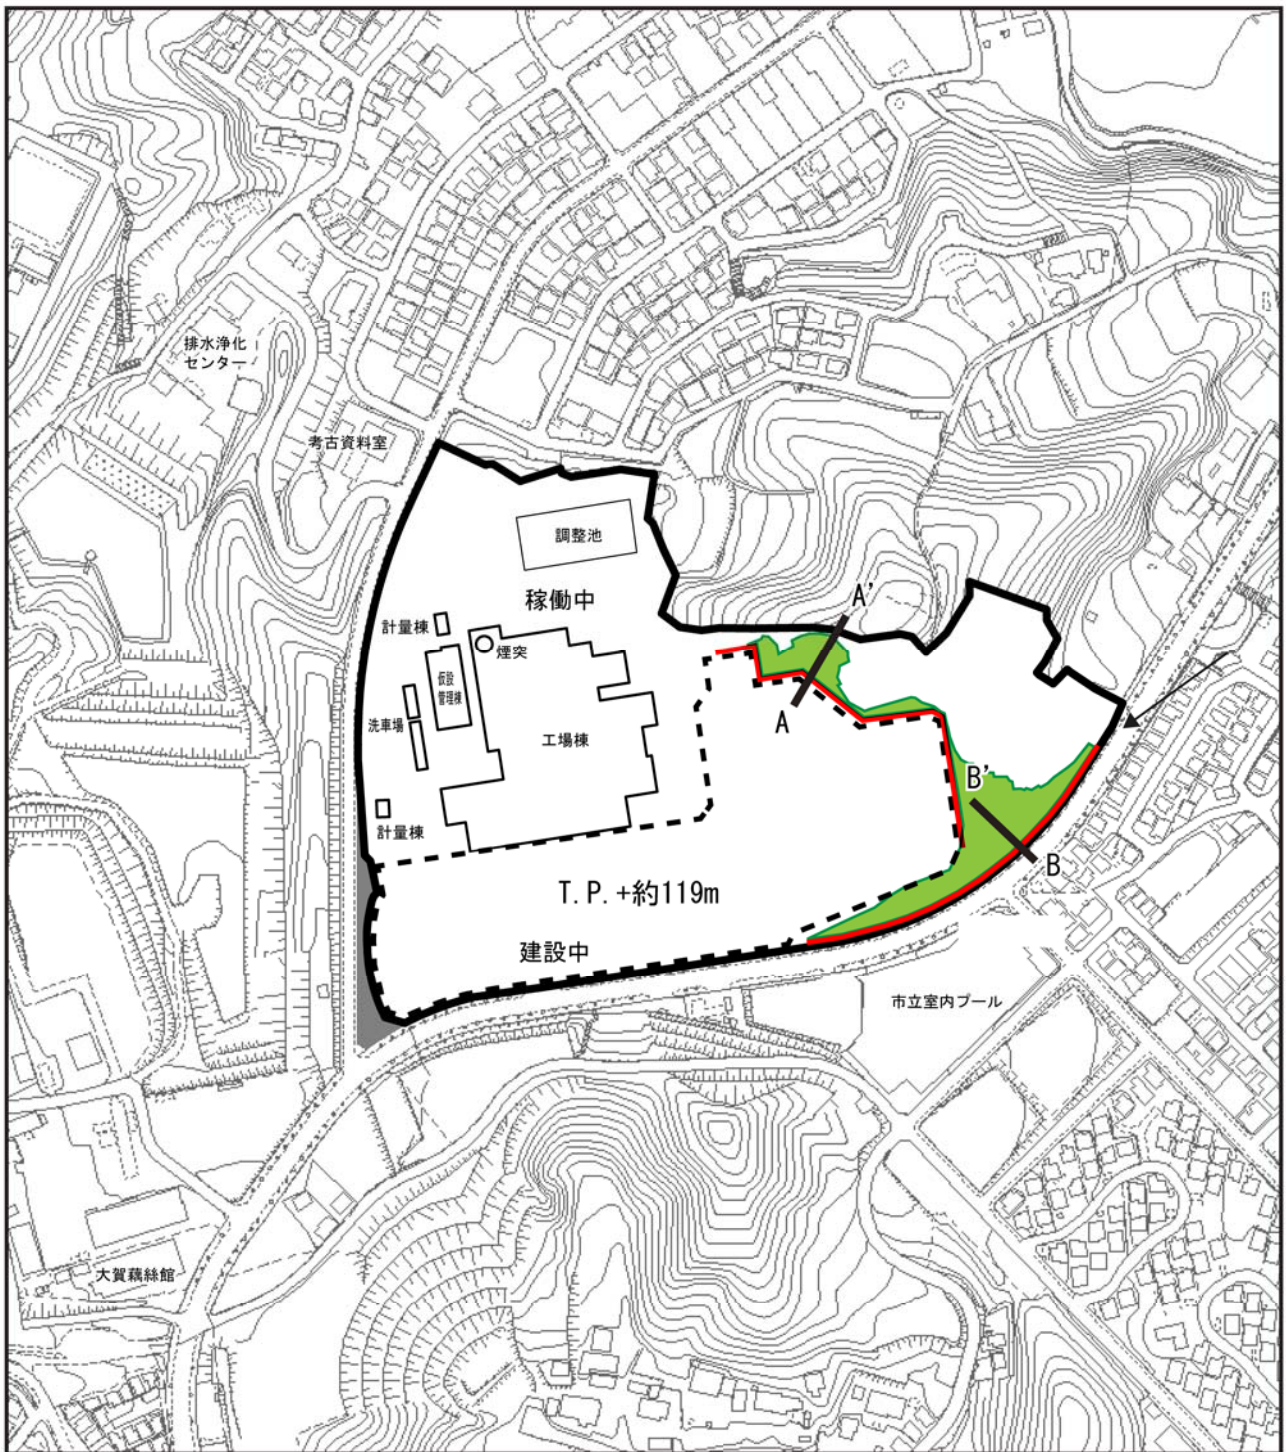 排水浄化
センター
考古資料室
調整池
稼働中
A'
計量棟
煙突
仮設
管理棟
洗車場
工場棟
A
B'
計量棟
B
T.P.+約119m
建設中
市立室内プール
大賀藕絲館